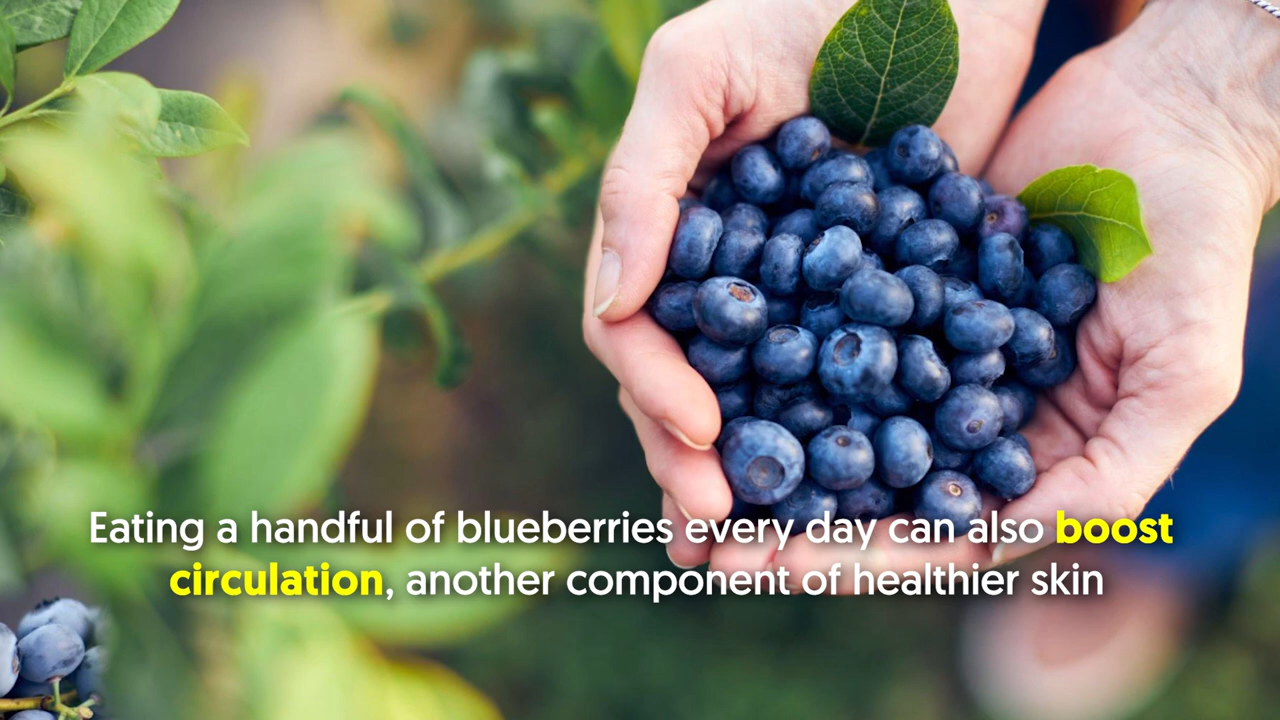 Eating a handful of blueberries every day can also boost
circulation, another component of healthier skin